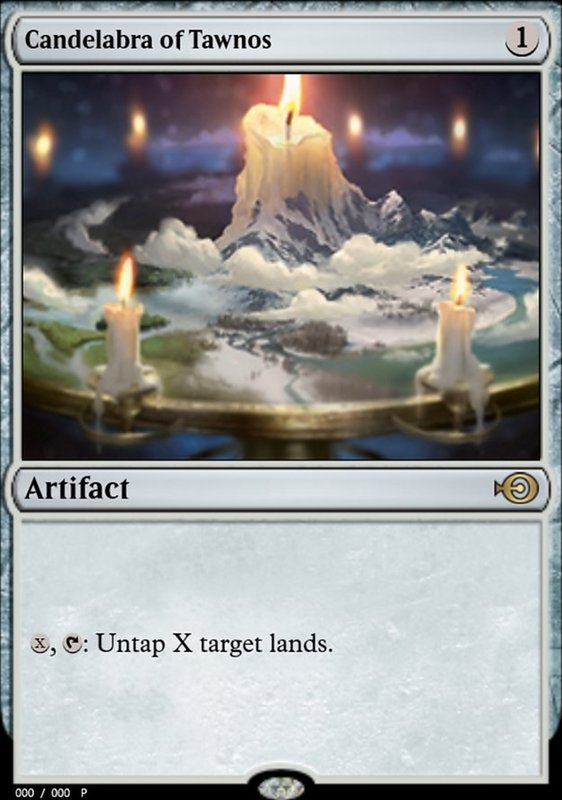 Candelabra of Tawnos 1
Artifact
X, T: Untap X target lands.
000 / 000 P